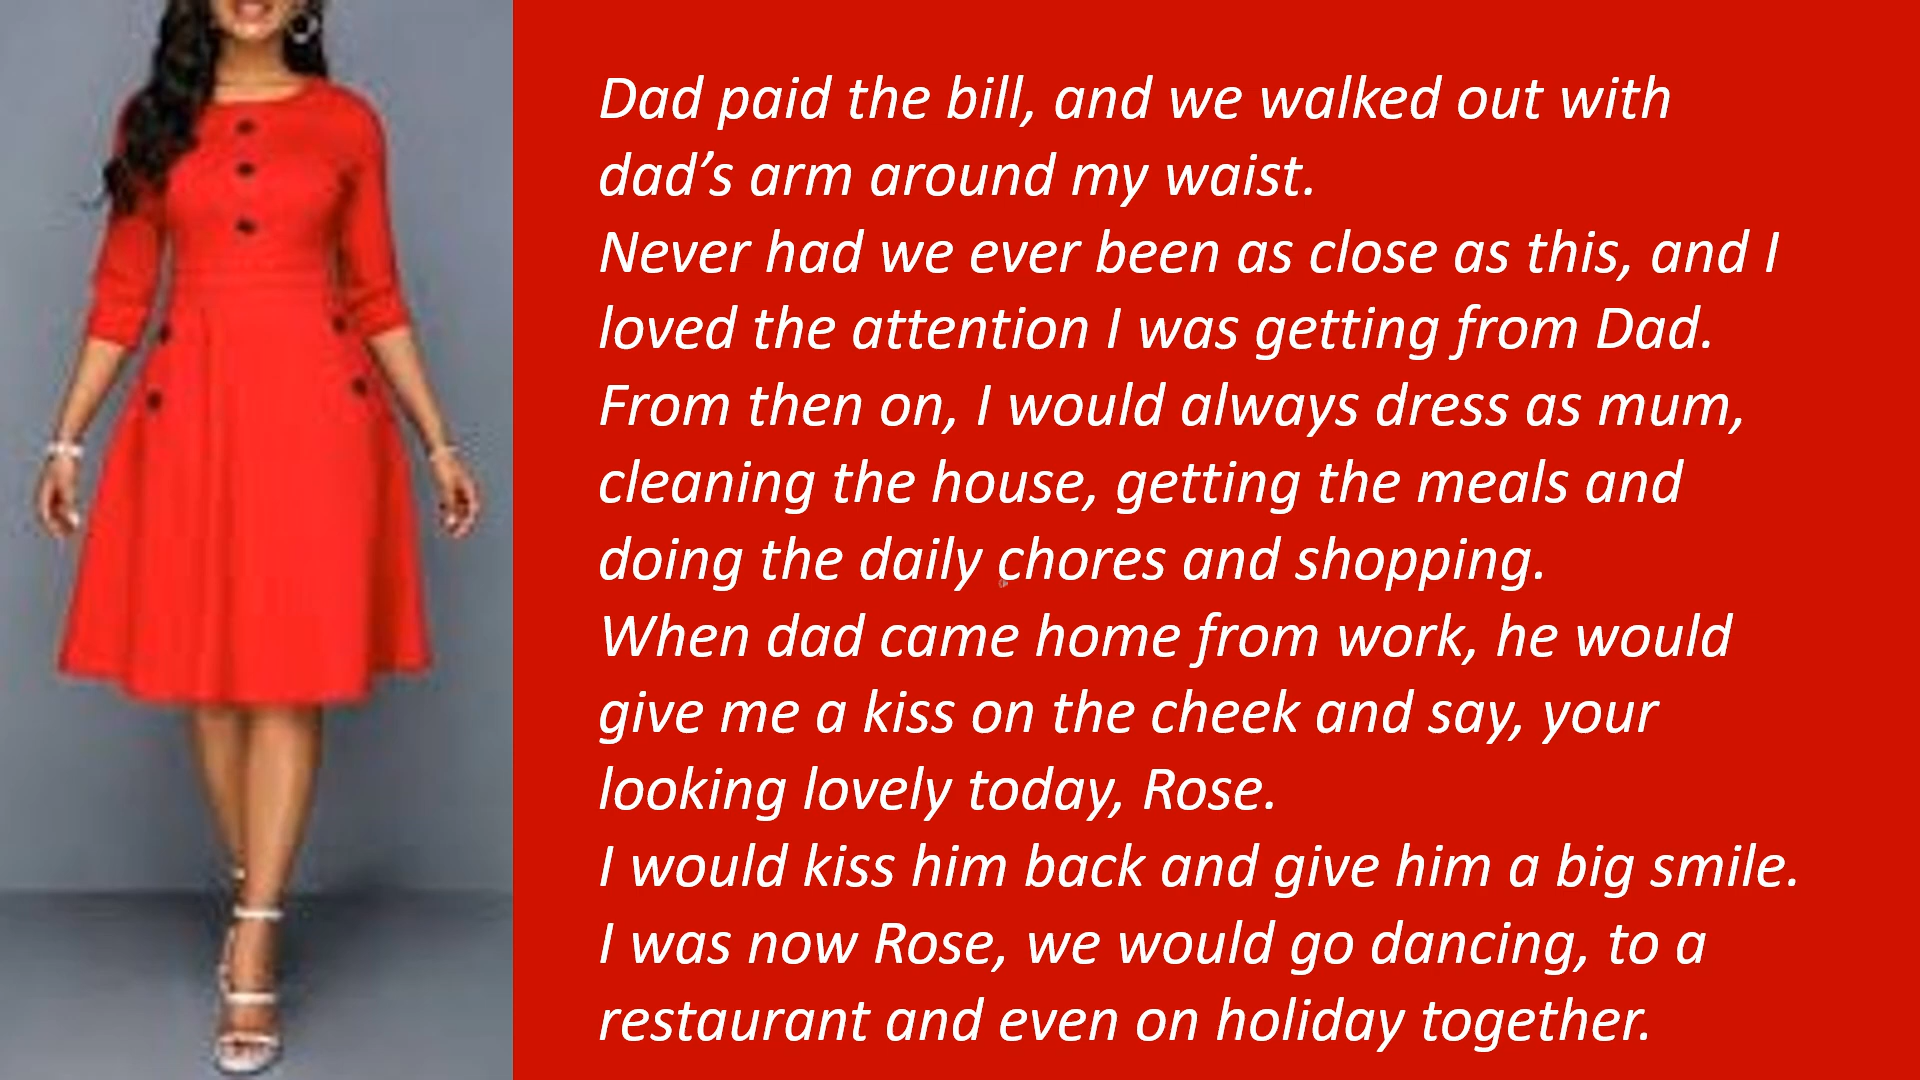 Dad paid the bill, and we walked out with
dad’s arm around my waist.
Never had we ever been as close as this, and I
loved the attention I was getting from Dad.
From then on, I would always dress as mum,
cleaning the house, getting the meals and
doing the daily chores and shopping.
When dad came home from work, he would
give me a kiss on the cheek and say, your
looking lovely today, Rose.
I would kiss him back and give him a big smile.
I was now Rose, we would go dancing, to a
restaurant and even on holiday together.